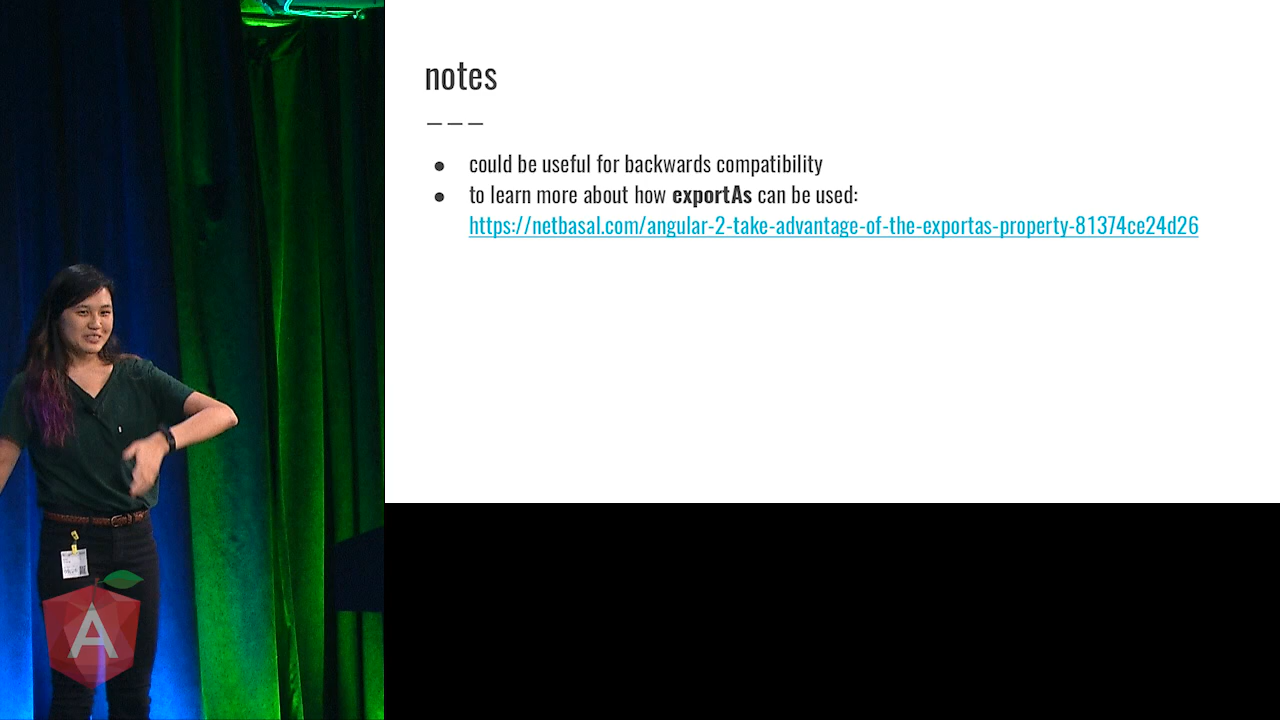 notes
could be useful for backwards compatibility
to learn more about how exportAs can be used:
https://netbasal.com/angular-2-take-advantage-of-the-exportas-property-81374ce24d26
A